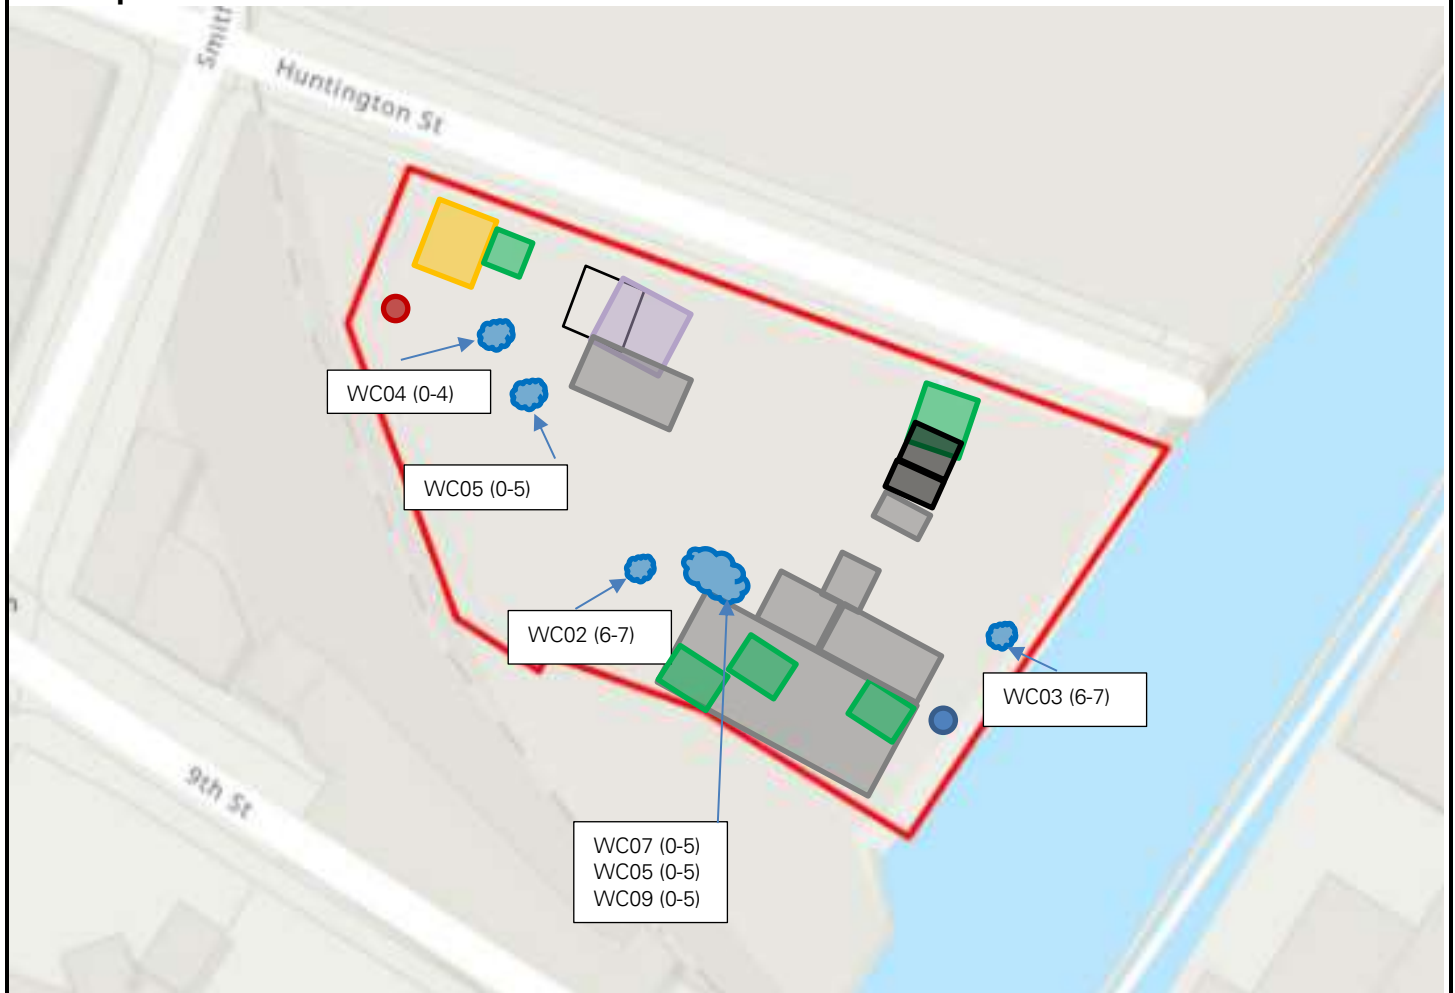 Smith
Huntington St
WC04 (0-4)
WC05 (0-5)
WC02 (6-7)
WC03 (6-7)
9th St
WC07 (0-5)
WC05 (0-5)
WC09 (0-5)